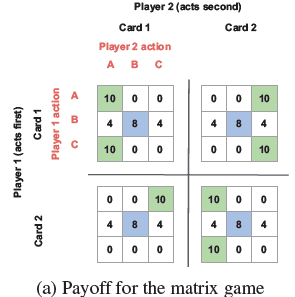 Player 2 (acts second)
Card 1 Card 2
Player 2 action
A B C
Player 1 (acts first)
Card 1
Player 1 action
A 10 0 0 0 0 10
B 4 8 4 4 8 4
C 10 0 0 0 0 10
Card 2
0 0 10 10 0 0
4 8 4 4 8 4
0 0 0 10 0 0
(a) Payoff for the matrix game